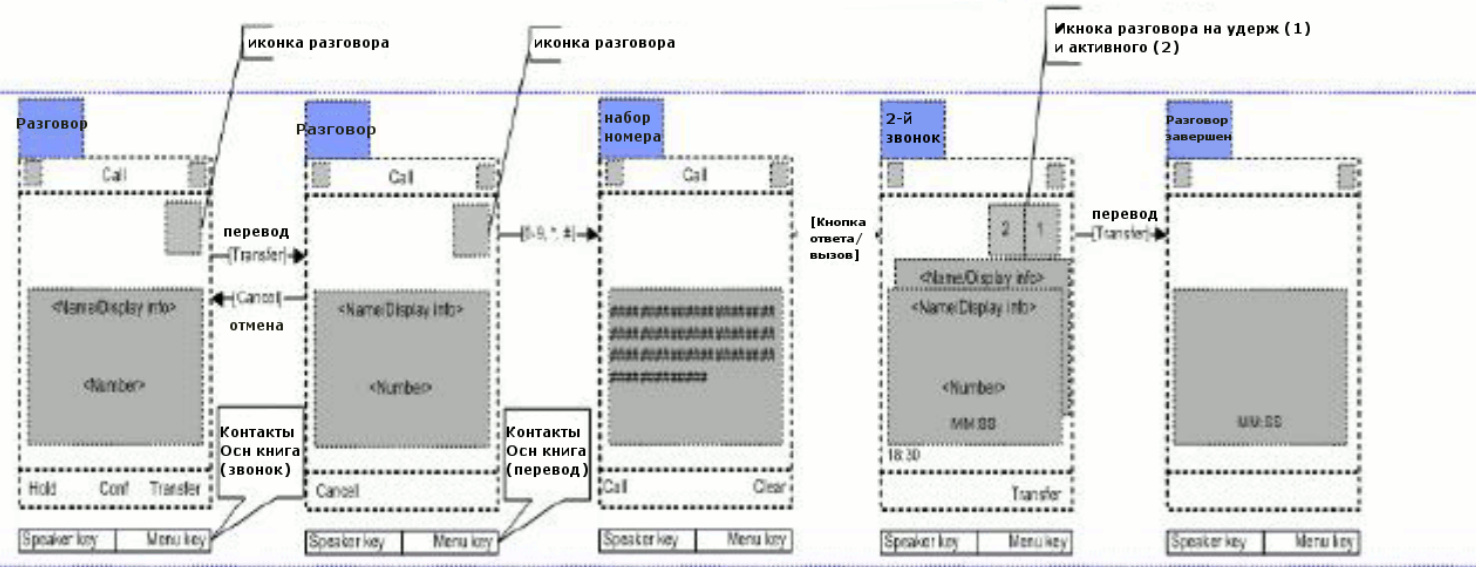 иконка разговора
иконка разговора
Икнока разговора на удерж (1)
и активного (2)
Разговор
Call
перевод
[Transfer]
[Cancel]
отмена
<Name/Display info>
<Number>
Hold Conf Transfer
Speaker key Menu key
Контакты
Осн книга
(звонок)
Разговор
Call
[0-9, *, #]
<Name/Display info>
<Number>
Cancel
Speaker key Menu key
Контакты
Осн книга
(перевод)
набор
номера
Call
Call Clear
Speaker key Menu key
[Кнопка
ответа/
вызов]
2-й
звонок
2 1
<Name/Display info>
<Name/Display info>
<Number>
MM:SS
18:30
Transfer
Speaker key Menu key
перевод
[Transfer]
Разговор
завершен
MM:SS
Speaker key Menu key